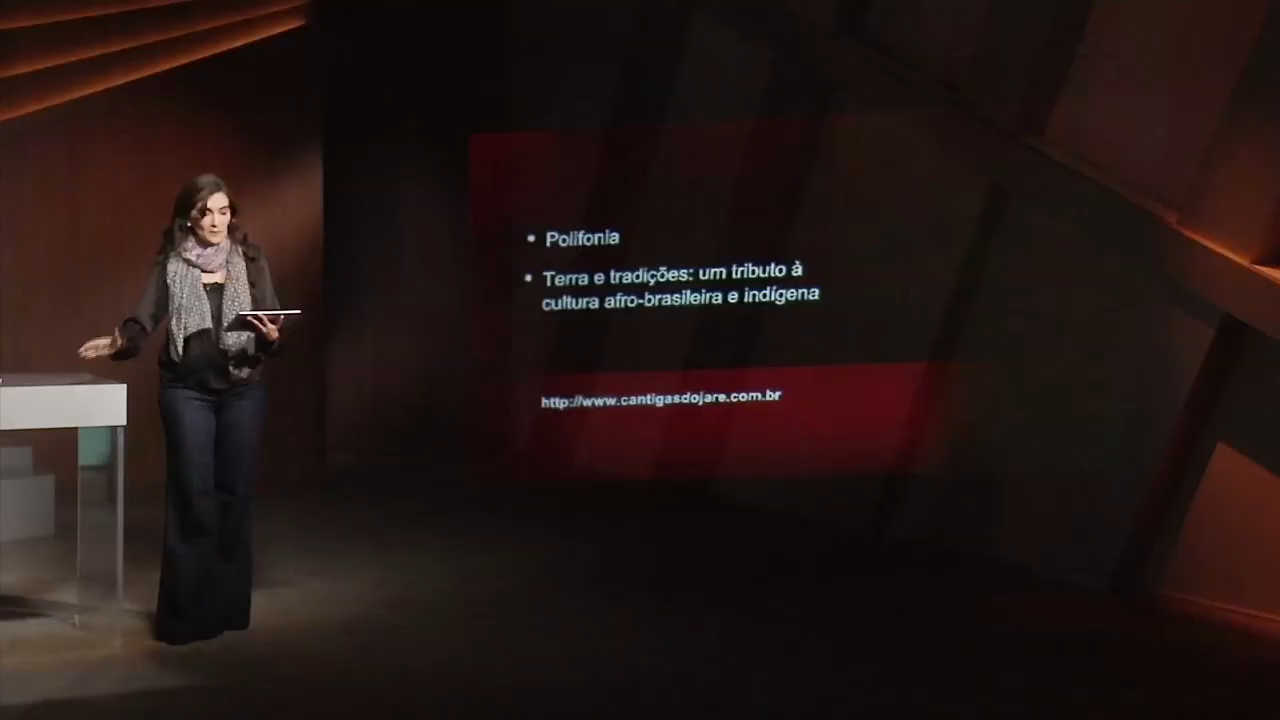 • Polifonia
• Terra e tradições: um tributo à
cultura afro-brasileira e indígena
http://www.cantigasdojare.com.br